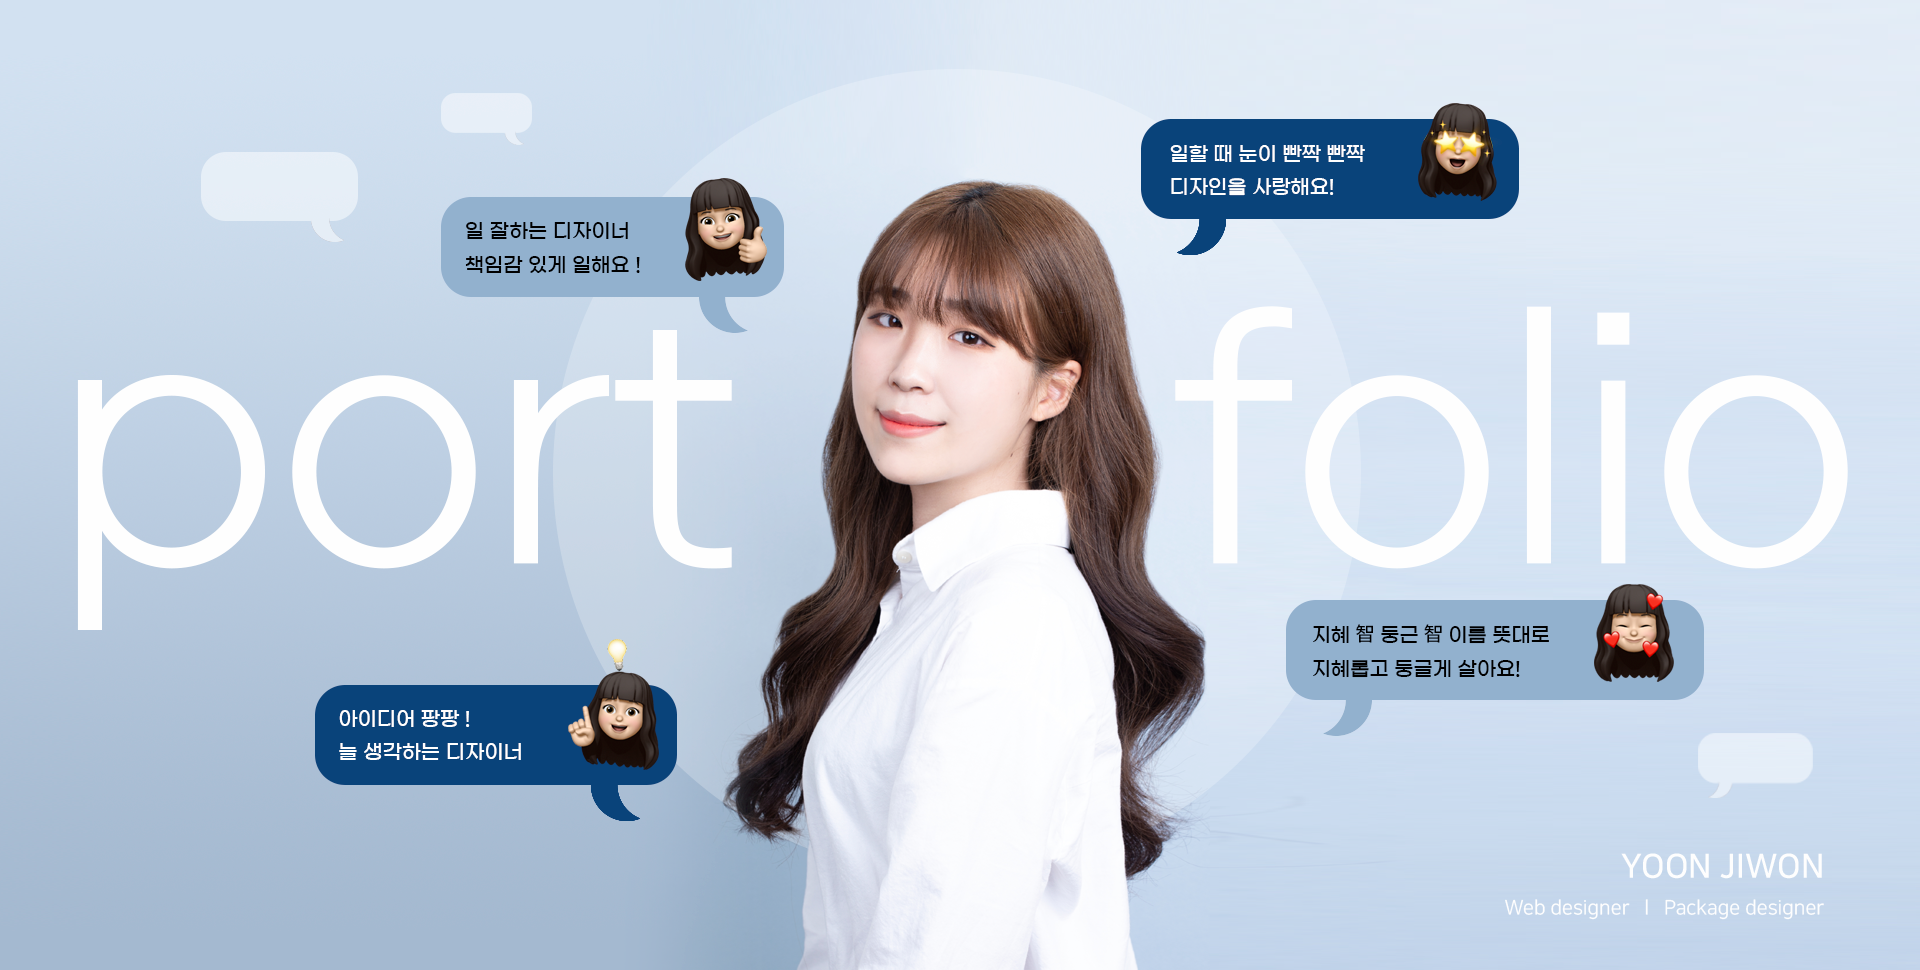 일할 때 눈이 빤짝 빤짝
디자인을 사랑해요!
일 잘하는 디자이너
책임감 있게 일해요 !
port folio
지혜 智 둥근 智 이름 뜻대로
지혜롭고 둥글게 살아요!
아이디어 팡팡 !
늘 생각하는 디자이너
YOON JIWON
Web designer | Package designer